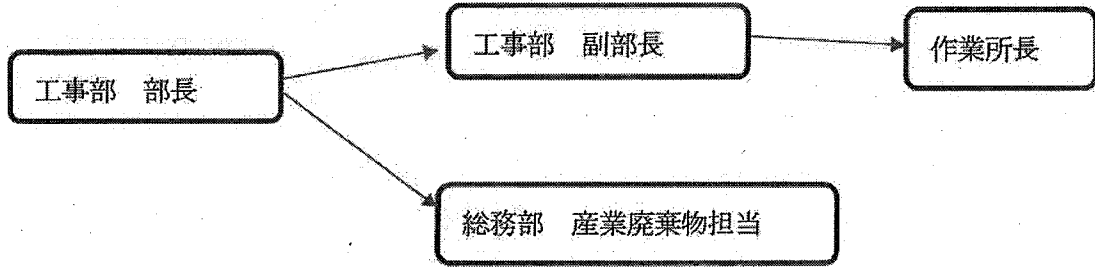 工事部　部長
工事部　副部長
作業所長
総務部　産業廃棄物担当